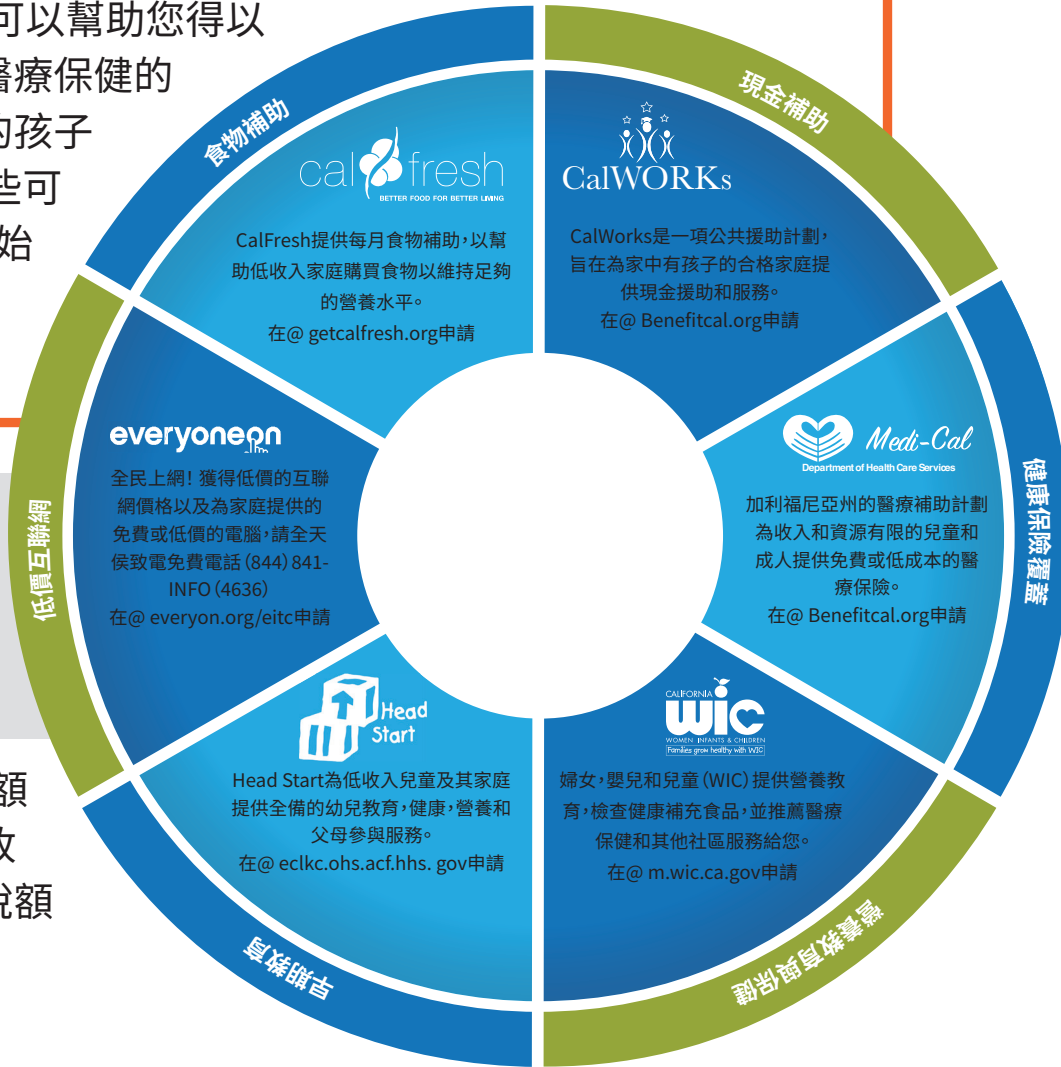 可以幫助您得以
醫療保健的
的孩子
些可
始
額
收
稅額
食物補助
cal fresh
BETTER FOOD FOR BETTER LIVING
CalFresh提供每月食物補助，以幫
助低收入家庭購買食物以維持足夠
的營養水平。
在@ getcalfresh.org申請
現金補助
CalWORKs
CalWorks是一項公共援助計劃，
旨在為家中有孩子的合格家庭提
供現金援助和服務。
在@ Benefitcal.org申請
健康保險覆蓋
Medi-Cal
Department of Health Care Services
加利福尼亞州的醫療補助計劃
為收入和資源有限的兒童和
成人提供免費或低成本的醫
療保險。
在@ Benefitcal.org申請
營養教育與保健
CALIFORNIA
wic
WOMEN INFANTS & CHILDREN
Families grow healthy with WIC
婦女，嬰兒和兒童（WIC）提供營養教
育，檢查健康補充食品，並推薦醫療
保健和其他社區服務給您。
在@ m.wic.ca.gov申請
早期教育
Head
Start
Head Start為低收入兒童及其家庭
提供全備的幼兒教育，健康，營養和
父母參與服務。
在@ eclkc.ohs.acf.hhs. gov申請
低價互聯網
everyoneon
全民上網！獲得低價的互聯
網價格以及為家庭提供的
免費或低價的電腦，請全天
侯致電免費電話（844）841-
INFO（4636）
在@ everyon.org/eitc申請